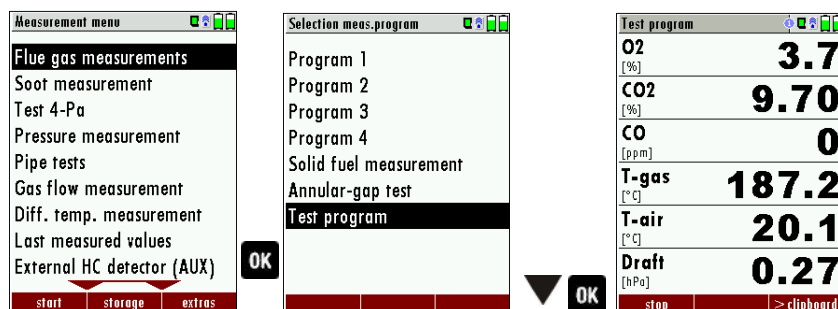 Measurement menu
Flue gas measurements
Soot measurement
Test 4-Pa
Pressure measurement
Pipe tests
Gas flow measurement
Diff. temp. measurement
Last measured values
External HC detector (AUX)
start storage extras
OK
Selection meas.program
Program 1
Program 2
Program 3
Program 4
Solid fuel measurement
Annular-gap test
Test program
OK
Test program
O2 3.7
[%]
CO2 9.70
[%]
CO 0
[ppm]
T-gas 187.2
[°C]
T-air 20.1
[°C]
Draft 0.27
[hPa]
stop > clipboard